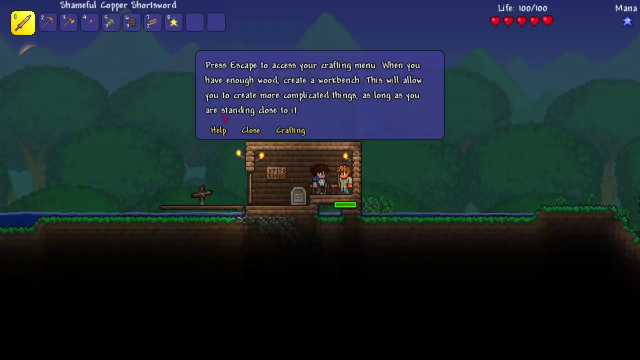 Shameful Copper Shortsword
Life: 100/100
Mana
Press Escape to access your crafting menu. When you
have enough wood, create a workbench. This will allow
you to create more complicated things, as long as you
are standing close to it.
Help Close Crafting